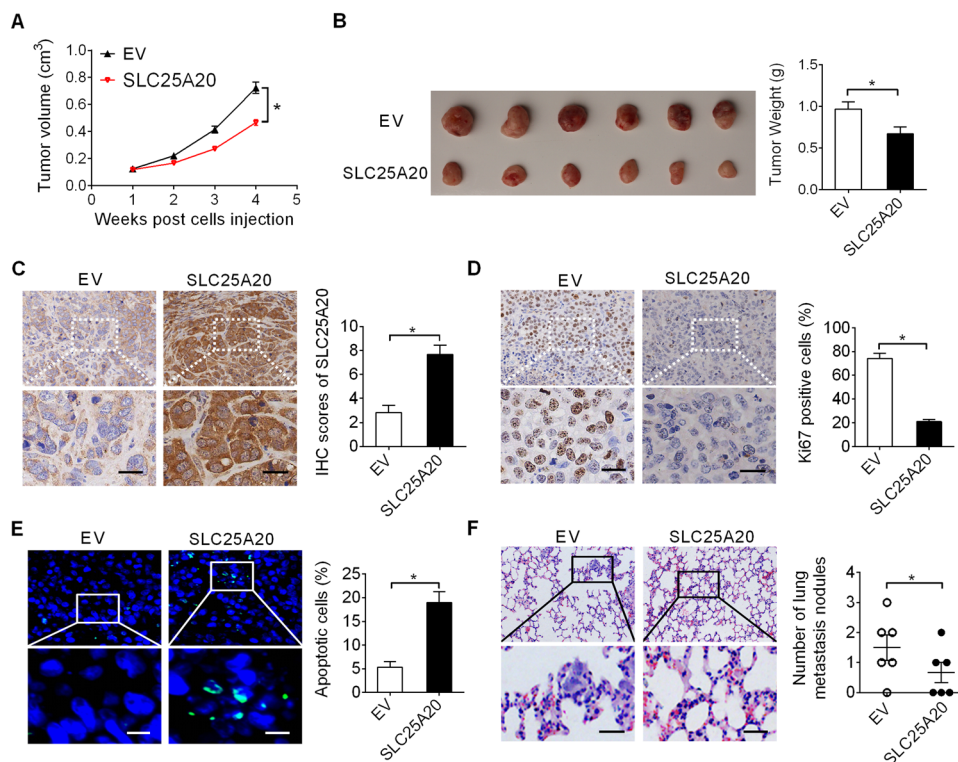 A
Tumor volume (cm³)
1.0
0.8
0.6
0.4
0.2
0.0
EV
SLC25A20
*
0 1 2 3 4 5
Weeks post cells injection
B
EV
SLC25A20
Tumor Weight (g)
1.5
1.0
0.5
0.0
*
EV
SLC25A20
C
EV
SLC25A20
IHC scores of SLC25A20
10
8
6
4
2
0
*
EV
SLC25A20
D
EV
SLC25A20
Ki67 positive cells (%)
100
80
60
40
20
0
*
EV
SLC25A20
E
EV
SLC25A20
Apoptotic cells (%)
25
20
15
10
5
0
*
EV
SLC25A20
F
EV
SLC25A20
Number of lung
metastasis nodules
4
3
2
1
0
*
EV
SLC25A20